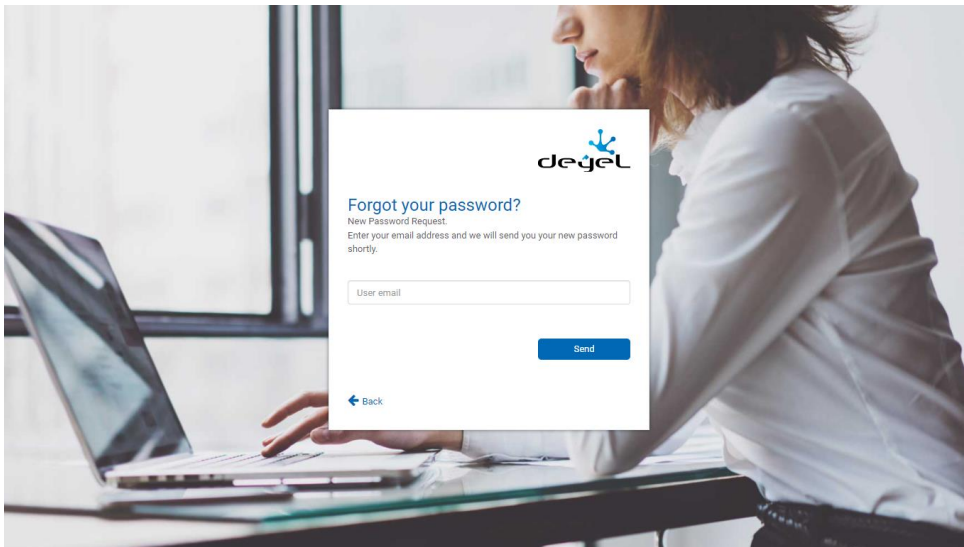 deyel
Forgot your password?
New Password Request.
Enter your email address and we will send you your new password
shortly.
User email
Send
Back